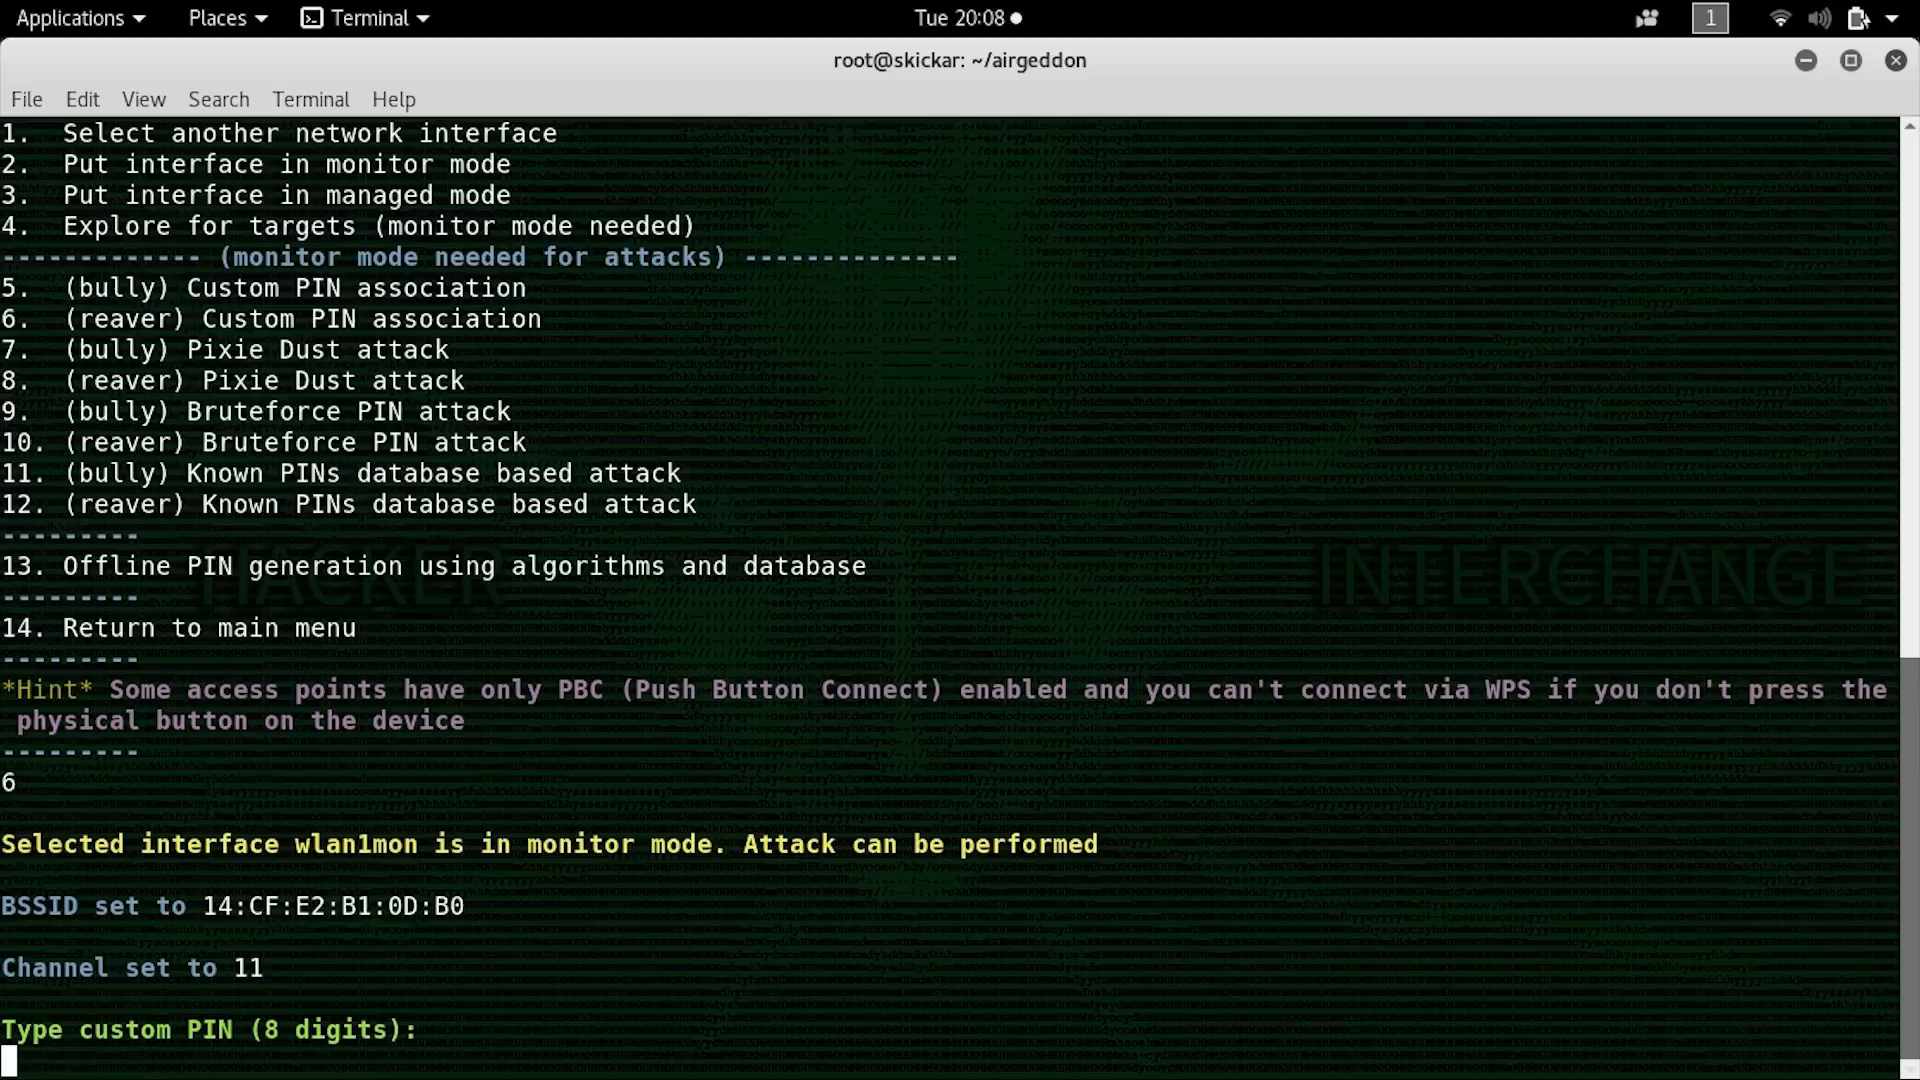 Applications Places Terminal Tue 20:08 1
root@skickar: ~/airgeddon
File Edit View Search Terminal Help
1. Select another network interface
2. Put interface in monitor mode
3. Put interface in managed mode
4. Explore for targets (monitor mode needed)
------------- (monitor mode needed for attacks) --------------
5. (bully) Custom PIN association
6. (reaver) Custom PIN association
7. (bully) Pixie Dust attack
8. (reaver) Pixie Dust attack
9. (bully) Bruteforce PIN attack
10. (reaver) Bruteforce PIN attack
11. (bully) Known PINs database based attack
12. (reaver) Known PINs database based attack
---------
HACKER INTERCHANGE
13. Offline PIN generation using algorithms and database
---------
14. Return to main menu
---------
*Hint* Some access points have only PBC (Push Button Connect) enabled and you can't connect via WPS if you don't press the
physical button on the device
---------
6
Selected interface wlan1mon is in monitor mode. Attack can be performed
BSSID set to 14:CF:E2:B1:0D:B0
Channel set to 11
Type custom PIN (8 digits):